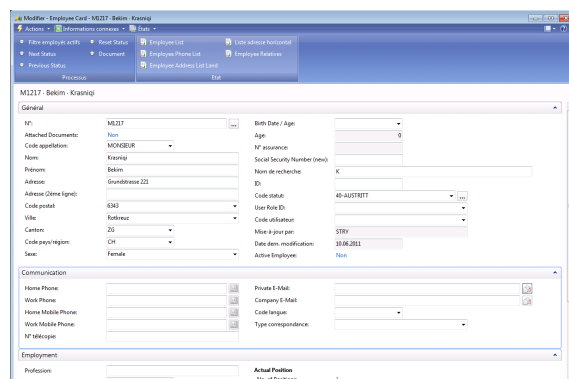 Modifier - Employee Card - M1217 - Bekim - Krasniqi
Actions Informations connexes États
Filtre employés actifs Reset Status Employee List Liste adresse horizontal
Next Status Document Employee Phone List Employee Relatives
Previous Status Employee Address List Land
Processus Etat
M1217 - Bekim - Krasniqi
Général
N°: M1217 Birth Date / Age:
Attached Documents: Non Age: 0
Code appellation: MONSIEUR N° assurance:
Nom: Krasniqi Social Security Number (new):
Prénom: Bekim Nom de recherche: K
Adresse: Grundstrasse 221 ID:
Adresse (2ème ligne): Code statut: 40-AUSTRITT
Code postal: 6343 User Role ID:
Ville: Rotkreuz Code utilisateur:
Canton: ZG Mise-à-jour par: STRY
Code pays/région: CH Date dern. modification: 10.06.2011
Sexe: Female Active Employee: Non
Communication
Home Phone: Private E-Mail:
Work Phone: Company E-Mail:
Home Mobile Phone: Code langue:
Work Mobile Phone: Type correspondance:
N° télécopie:
Employment
Profession: Actual Position